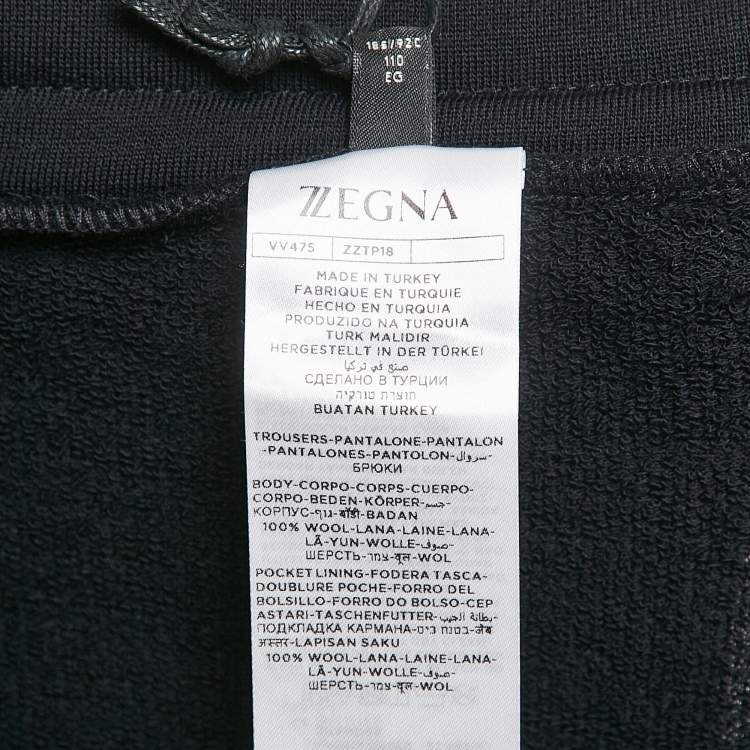 186/92C
110
EG
ZZEGNA
VV475 ZZTP18
MADE IN TURKEY
FABRIQUE EN TURQUIE
HECHO EN TURQUIA
PRODUZIDO NA TURQUIA
TURK MALIDIR
HERGESTELLT IN DER TÜRKEI
صنع في تركيا
СДЕЛАНО В ТУРЦИИ
תוצרת טורקיה
BUATAN TURKEY
TROUSERS-PANTALONE-PANTALON
-PANTALONES-PANTOLON-سروال-
БРЮКИ
BODY-CORPO-CORPS-CUERPO-
CORPO-BEDEN-KÖRPER-جسم-
КОРПУС-גוף-बॉडी-BADAN
100% WOOL-LANA-LAINE-LANA-
LÃ-YUN-WOLLE-صوف-
ШЕРСТЬ-צמר-वूल-WOL
POCKET LINING-FODERA TASCA-
DOUBLURE POCHE-FORRO DEL
BOLSILLO-FORRO DO BOLSO-CEP
ASTARI-TASCHENFUTTER-بطانة الجيب-
ПОДКЛАДКА КАРМАНА-בטנת כיס-जेब
अस्तर-LAPISAN SAKU
100% WOOL-LANA-LAINE-LANA-
LÃ-YUN-WOLLE-صوف-
ШЕРСТЬ-צמר-वूल-WOL